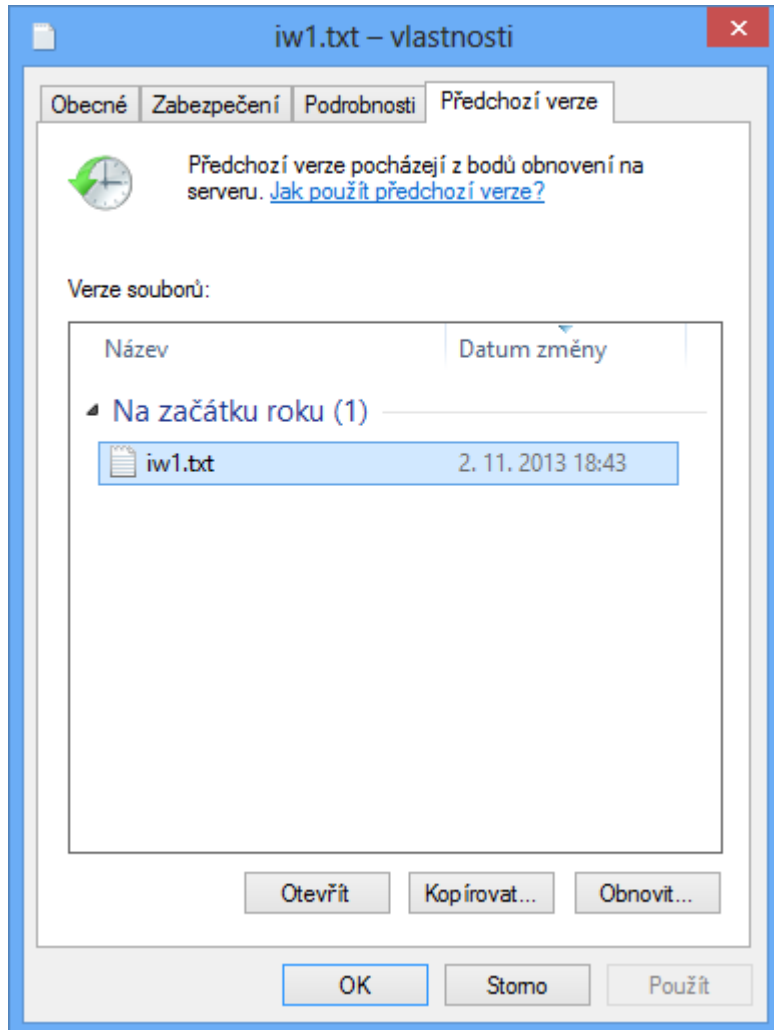 iw1.txt – vlastnosti
Obecné Zabezpečení Podrobnosti Předchozí verze
Předchozí verze pocházejí z bodů obnovení na
serveru. Jak použít předchozí verze?
Verze souborů:
Název Datum změny
Na začátku roku (1)
iw1.txt 2. 11. 2013 18:43
Otevřít Kopírovat... Obnovit...
OK Storno Použít